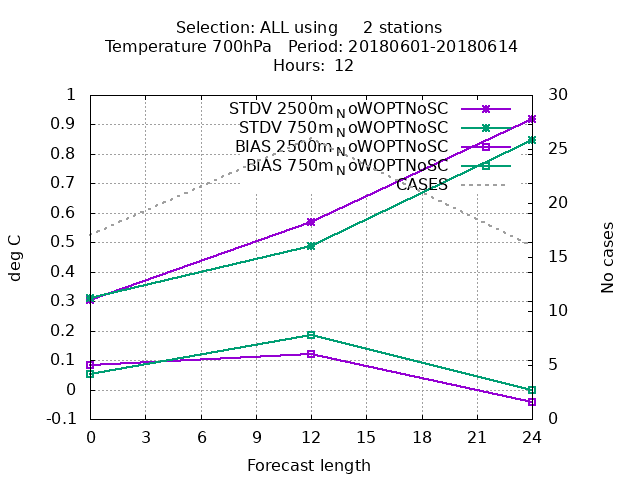 Selection: ALL using     2 stations
Temperature 700hPa   Period: 20180601-20180614
Hours: 12
1
0.9
0.8
0.7
0.6
0.5
0.4
0.3
0.2
0.1
0
-0.1
deg C
STDV 2500m_NoWOPTNoSC
STDV 750m_NoWOPTNoSC
BIAS 2500m_NoWOPTNoSC
BIAS 750m_NoWOPTNoSC
CASES
30
25
20
15
10
5
0
No cases
0 3 6 9 12 15 18 21 24
Forecast length